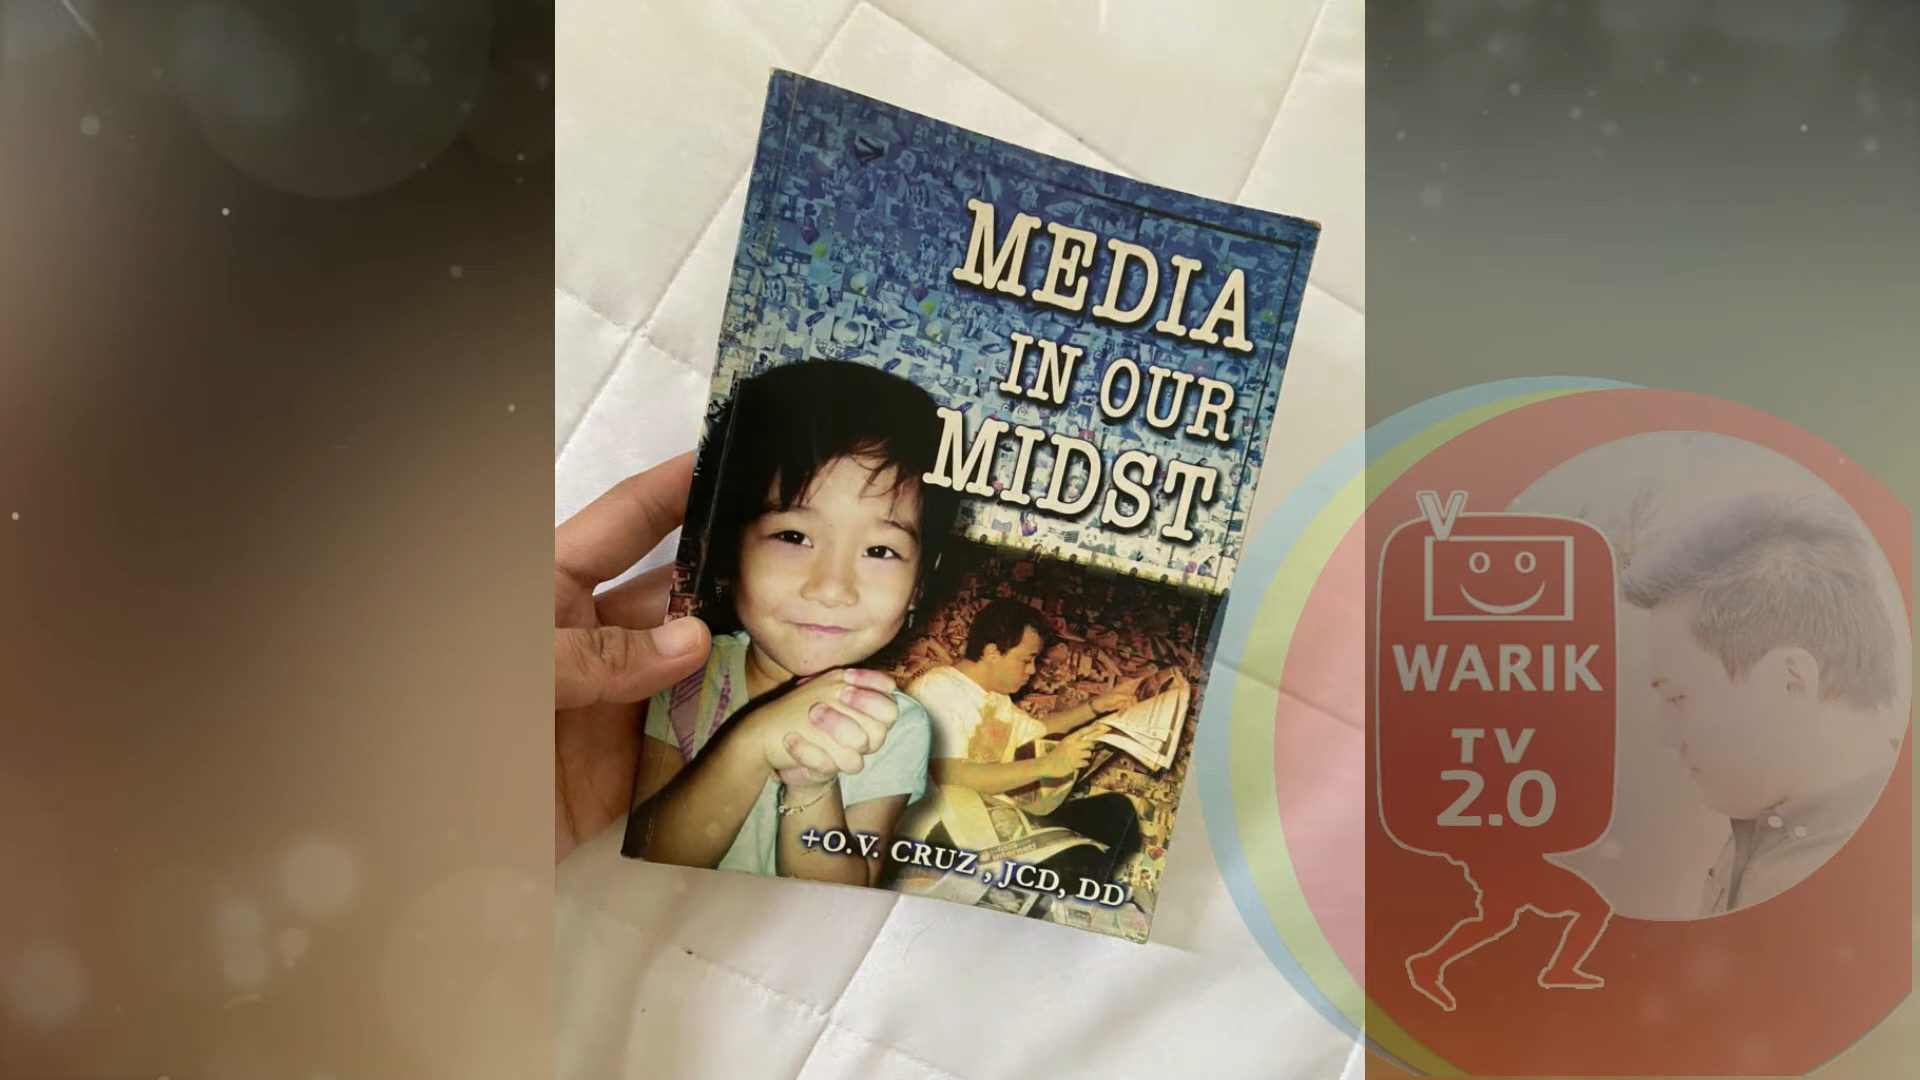 MEDIA
IN OUR
MIDST
+O.V. CRUZ, JCD, DD
WARIK
TV
2.0